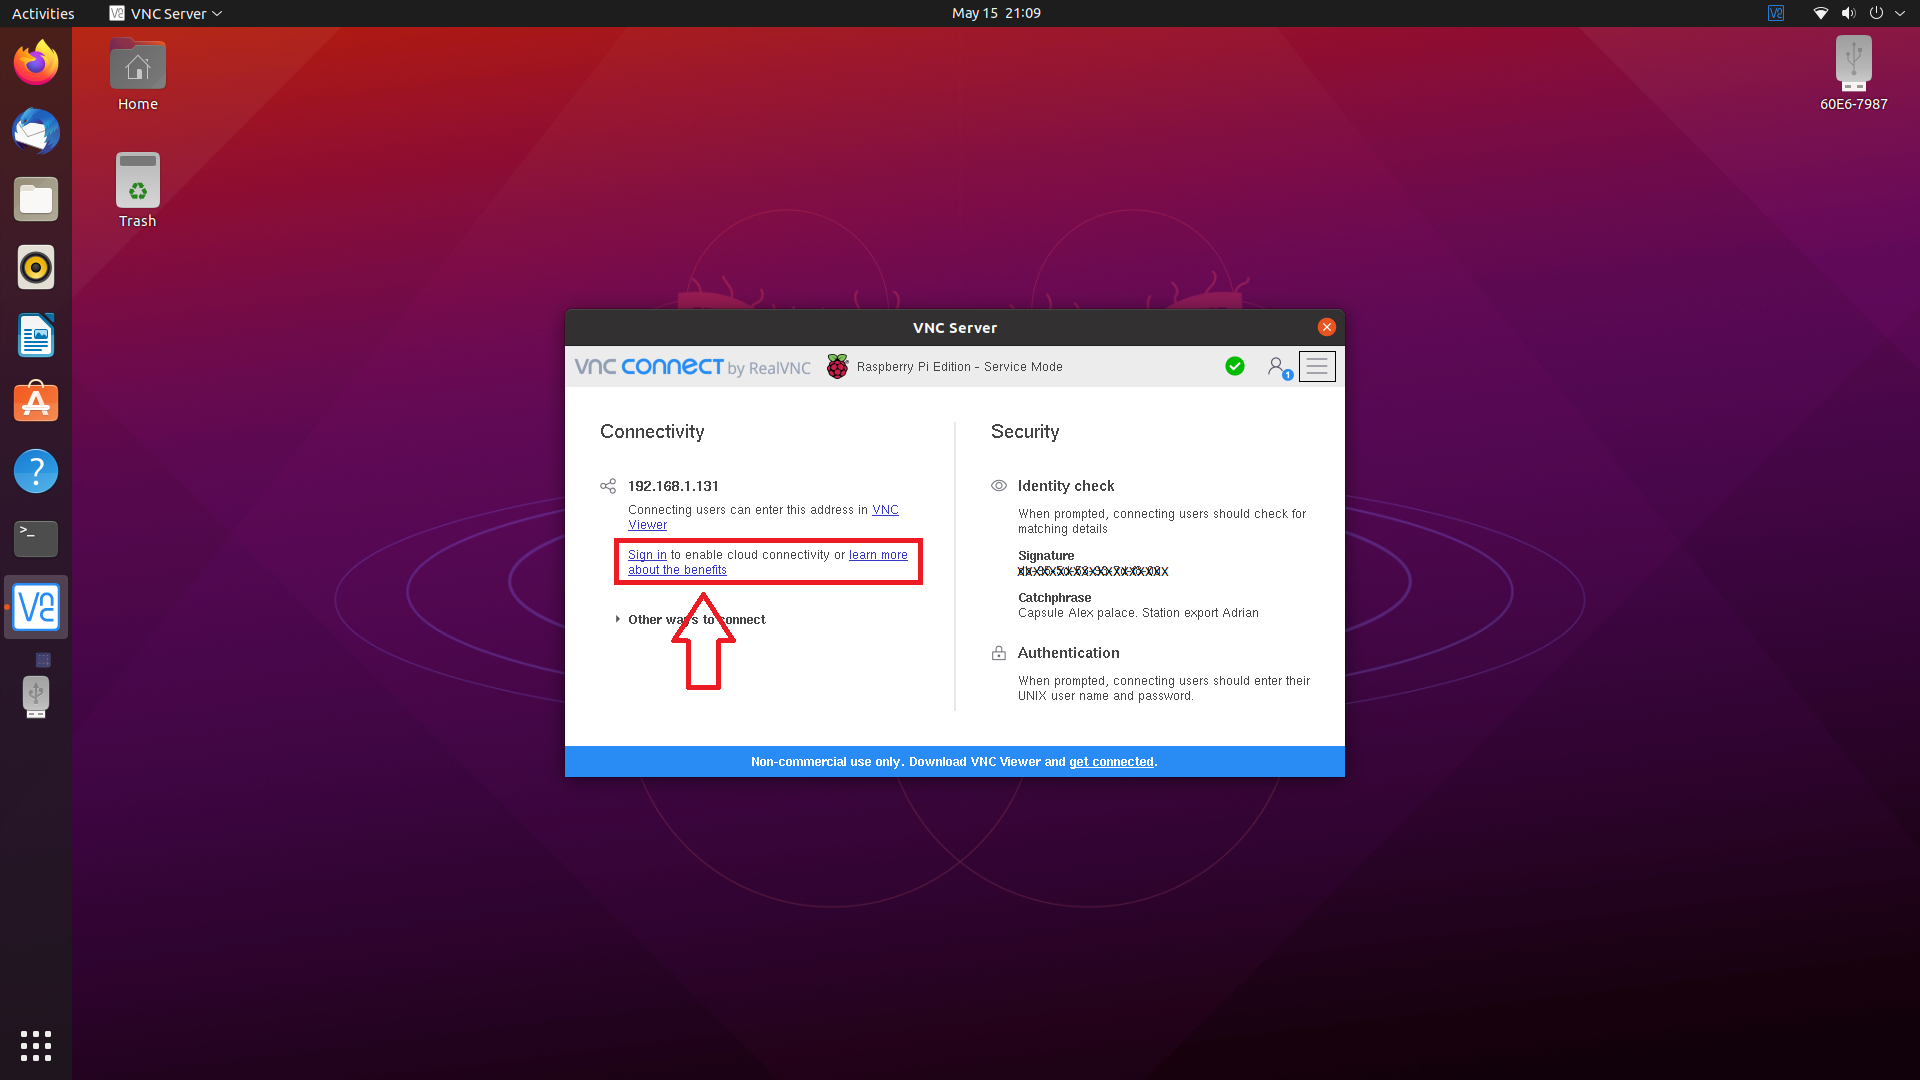 Activities
VNC Server
May 15 21:09
Home
Trash
60E6-7987
VNC Server
vnc connect by RealVNC
Raspberry Pi Edition - Service Mode
1
Connectivity
192.168.1.131
Connecting users can enter this address in VNC
Viewer
Sign in to enable cloud connectivity or learn more
about the benefits
Other ways to connect
Security
Identity check
When prompted, connecting users should check for
matching details
Signature
Catchphrase
Capsule Alex palace. Station export Adrian
Authentication
When prompted, connecting users should enter their
UNIX user name and password.
Non-commercial use only. Download VNC Viewer and get connected.